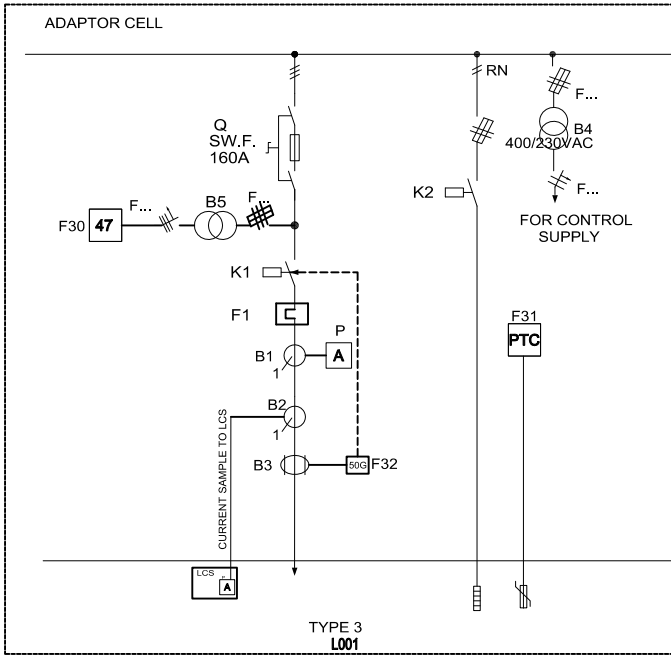 ADAPTOR CELL
RN
F...
Q
SW.F.
160A
B4
400/230VAC
F...
B5
F...
K2
F...
F30
47
FOR CONTROL
SUPPLY
K1
F1
F31
PTC
P
B1
A
1
B2
1
CURRENT SAMPLE TO LCS
B3
50G
F32
LCS
A
TYPE 3
L001